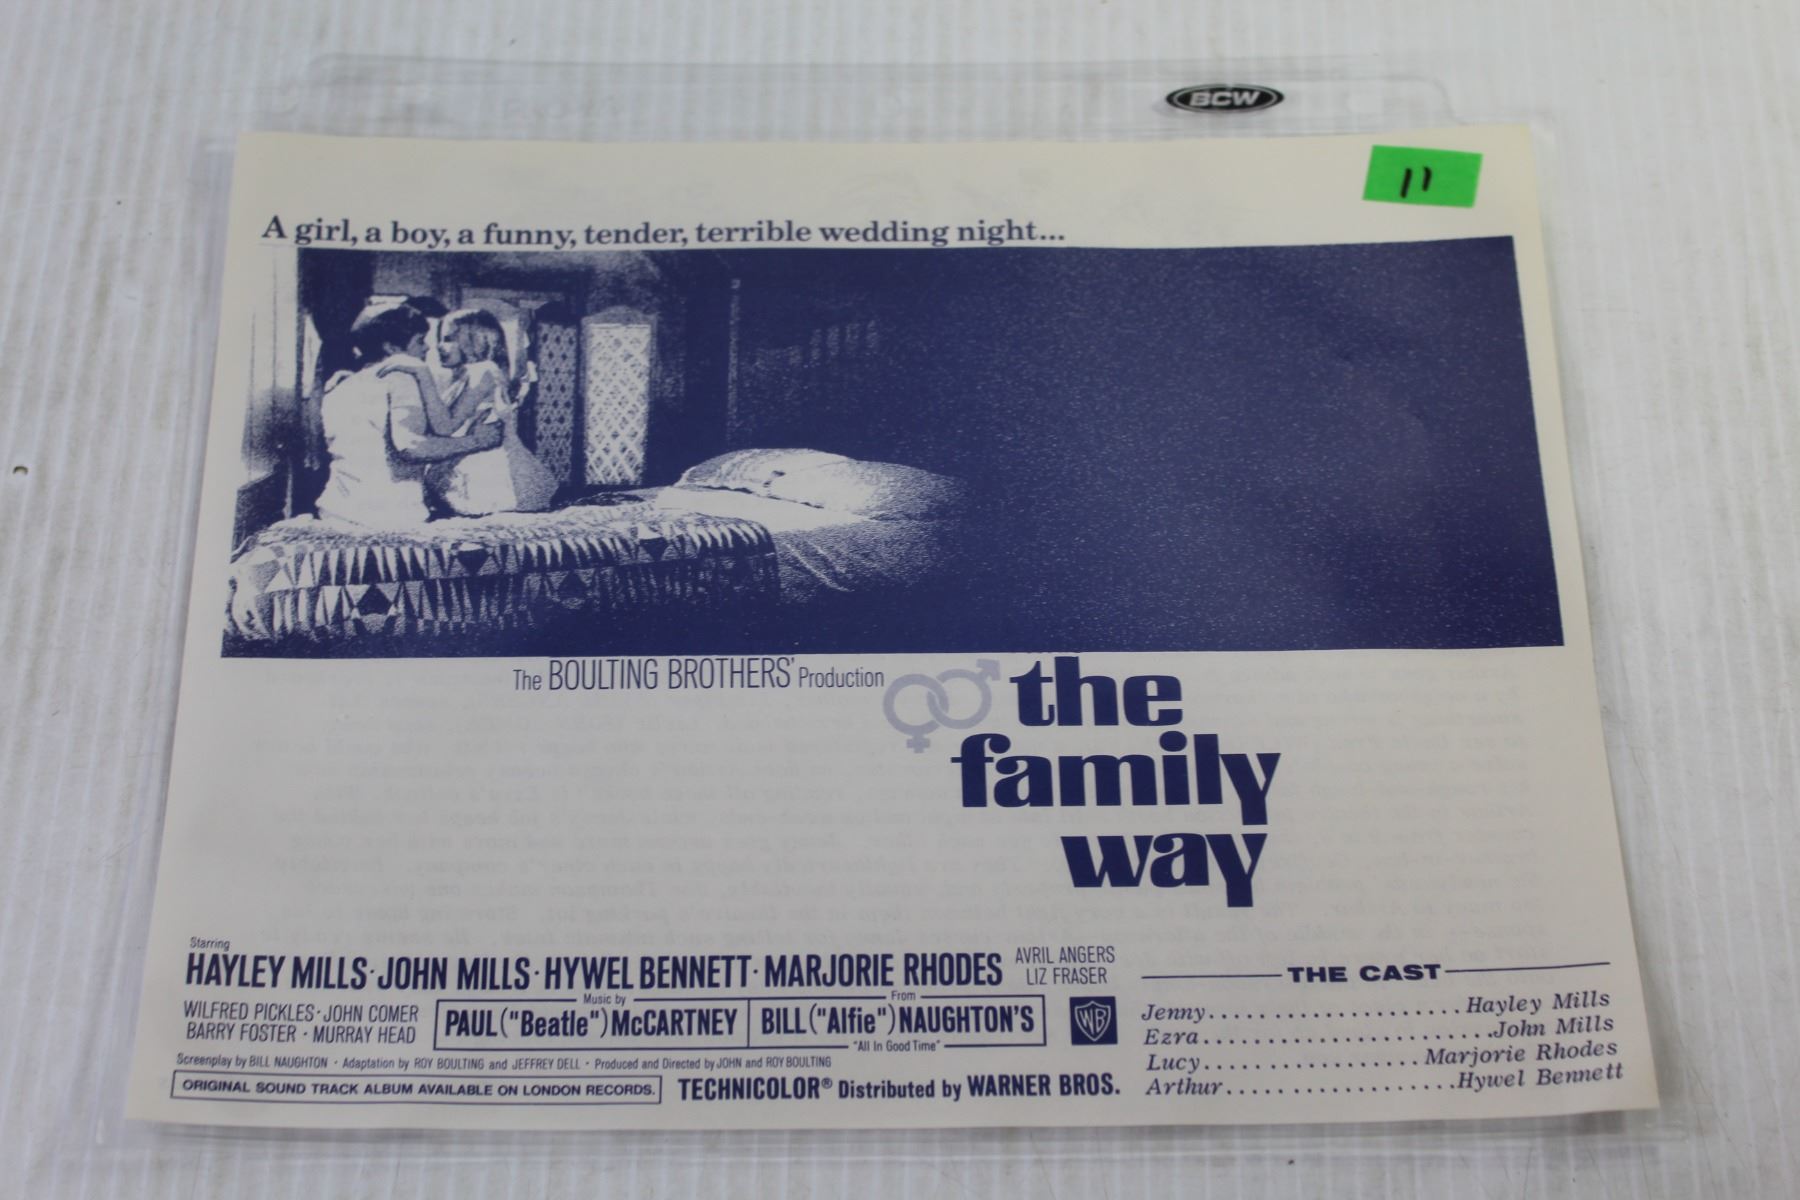 BCW
11
A girl, a boy, a funny, tender, terrible wedding night...
The BOULTING BROTHERS' Production
the
family
way
Starring
HAYLEY MILLS · JOHN MILLS · HYWEL BENNETT · MARJORIE RHODES
AVRIL ANGERS
LIZ FRASER
WILFRED PICKLES · JOHN COMER
BARRY FOSTER · MURRAY HEAD
Music by
PAUL ("Beatle") McCARTNEY
From
BILL ("Alfie") NAUGHTON'S
"All In Good Time"
WB
Screenplay by BILL NAUGHTON · Adaptation by ROY BOULTING and JEFFREY DELL · Produced and Directed by JOHN and ROY BOULTING
ORIGINAL SOUND TRACK ALBUM AVAILABLE ON LONDON RECORDS.
TECHNICOLOR® Distributed by WARNER BROS.
THE CAST
Jenny.....................Hayley Mills
Ezra........................John Mills
Lucy..................Marjorie Rhodes
Arthur...................Hywel Bennett